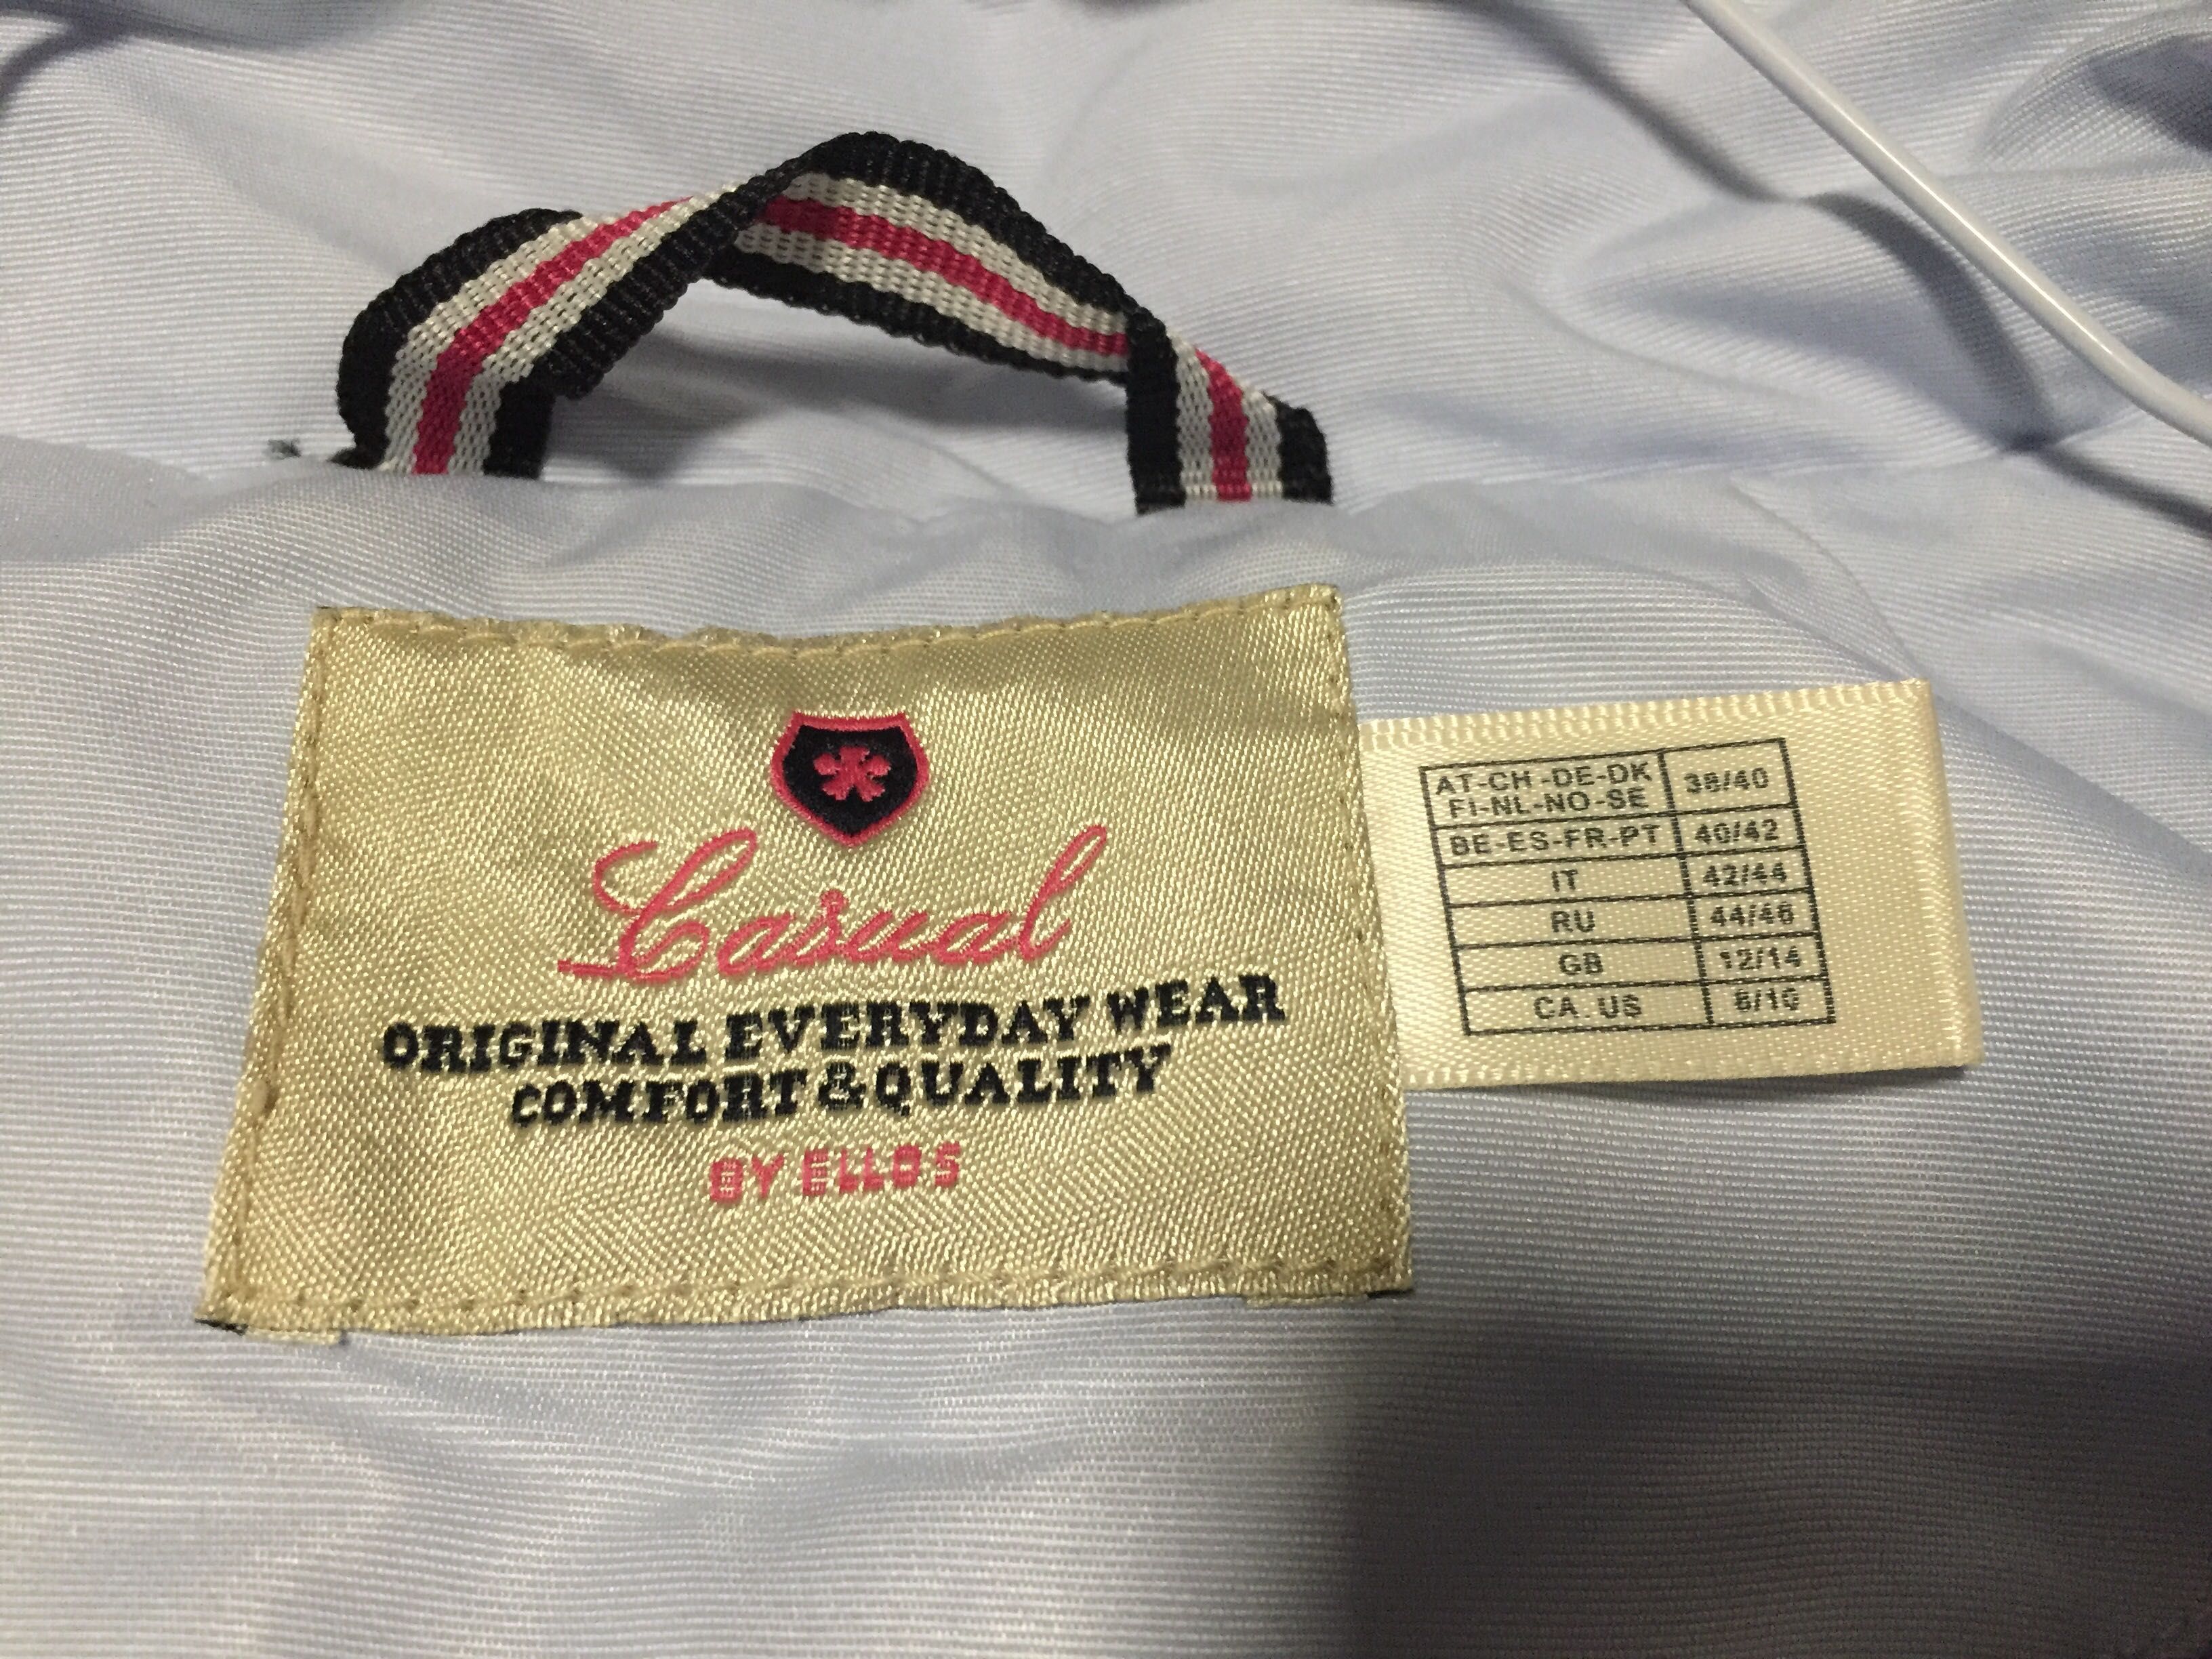 Casual
ORIGINAL EVERYDAY WEAR
COMFORT & QUALITY
BY ELLOS
AT-CH-DE-DK
FI-NL-NO-SE 38/40
BE-ES-FR-PT 40/42
IT 42/44
RU 44/46
GB 12/14
CA.US 8/10